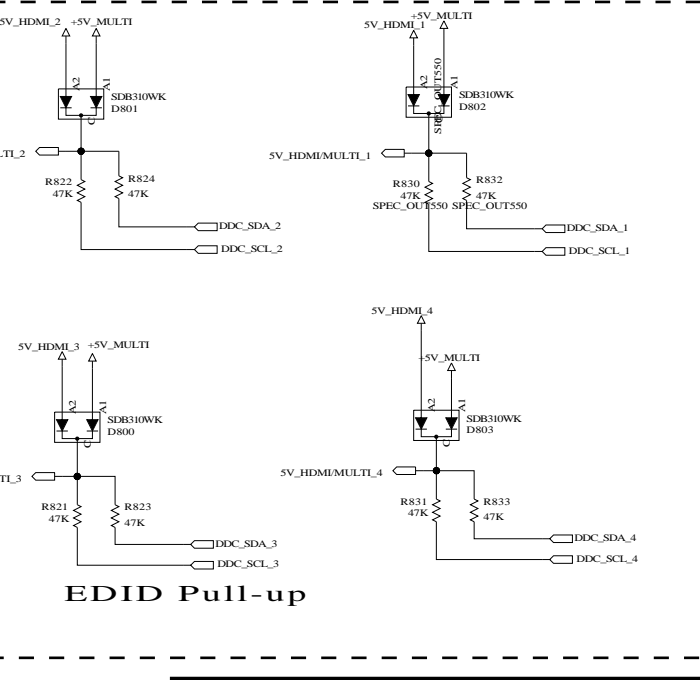 5V_HDMI_2 +5V_MULTI
A2
A1
SDB310WK
D801
C
LTI_2
R822
47K
R824
47K
DDC_SDA_2
DDC_SCL_2
5V_HDMI_1
+5V_MULTI
A2
SPEC_OUT550
A1
SDB310WK
D802
C
5V_HDMI/MULTI_1
R830
47K
SPEC_OUT550
R832
47K
SPEC_OUT550
DDC_SDA_1
DDC_SCL_1
5V_HDMI_3 +5V_MULTI
A2
A1
SDB310WK
D800
C
TI_3
R821
47K
R823
47K
DDC_SDA_3
DDC_SCL_3
5V_HDMI_4
+5V_MULTI
A2
A1
SDB310WK
D803
C
5V_HDMI/MULTI_4
R831
47K
R833
47K
DDC_SDA_4
DDC_SCL_4
EDID Pull-up